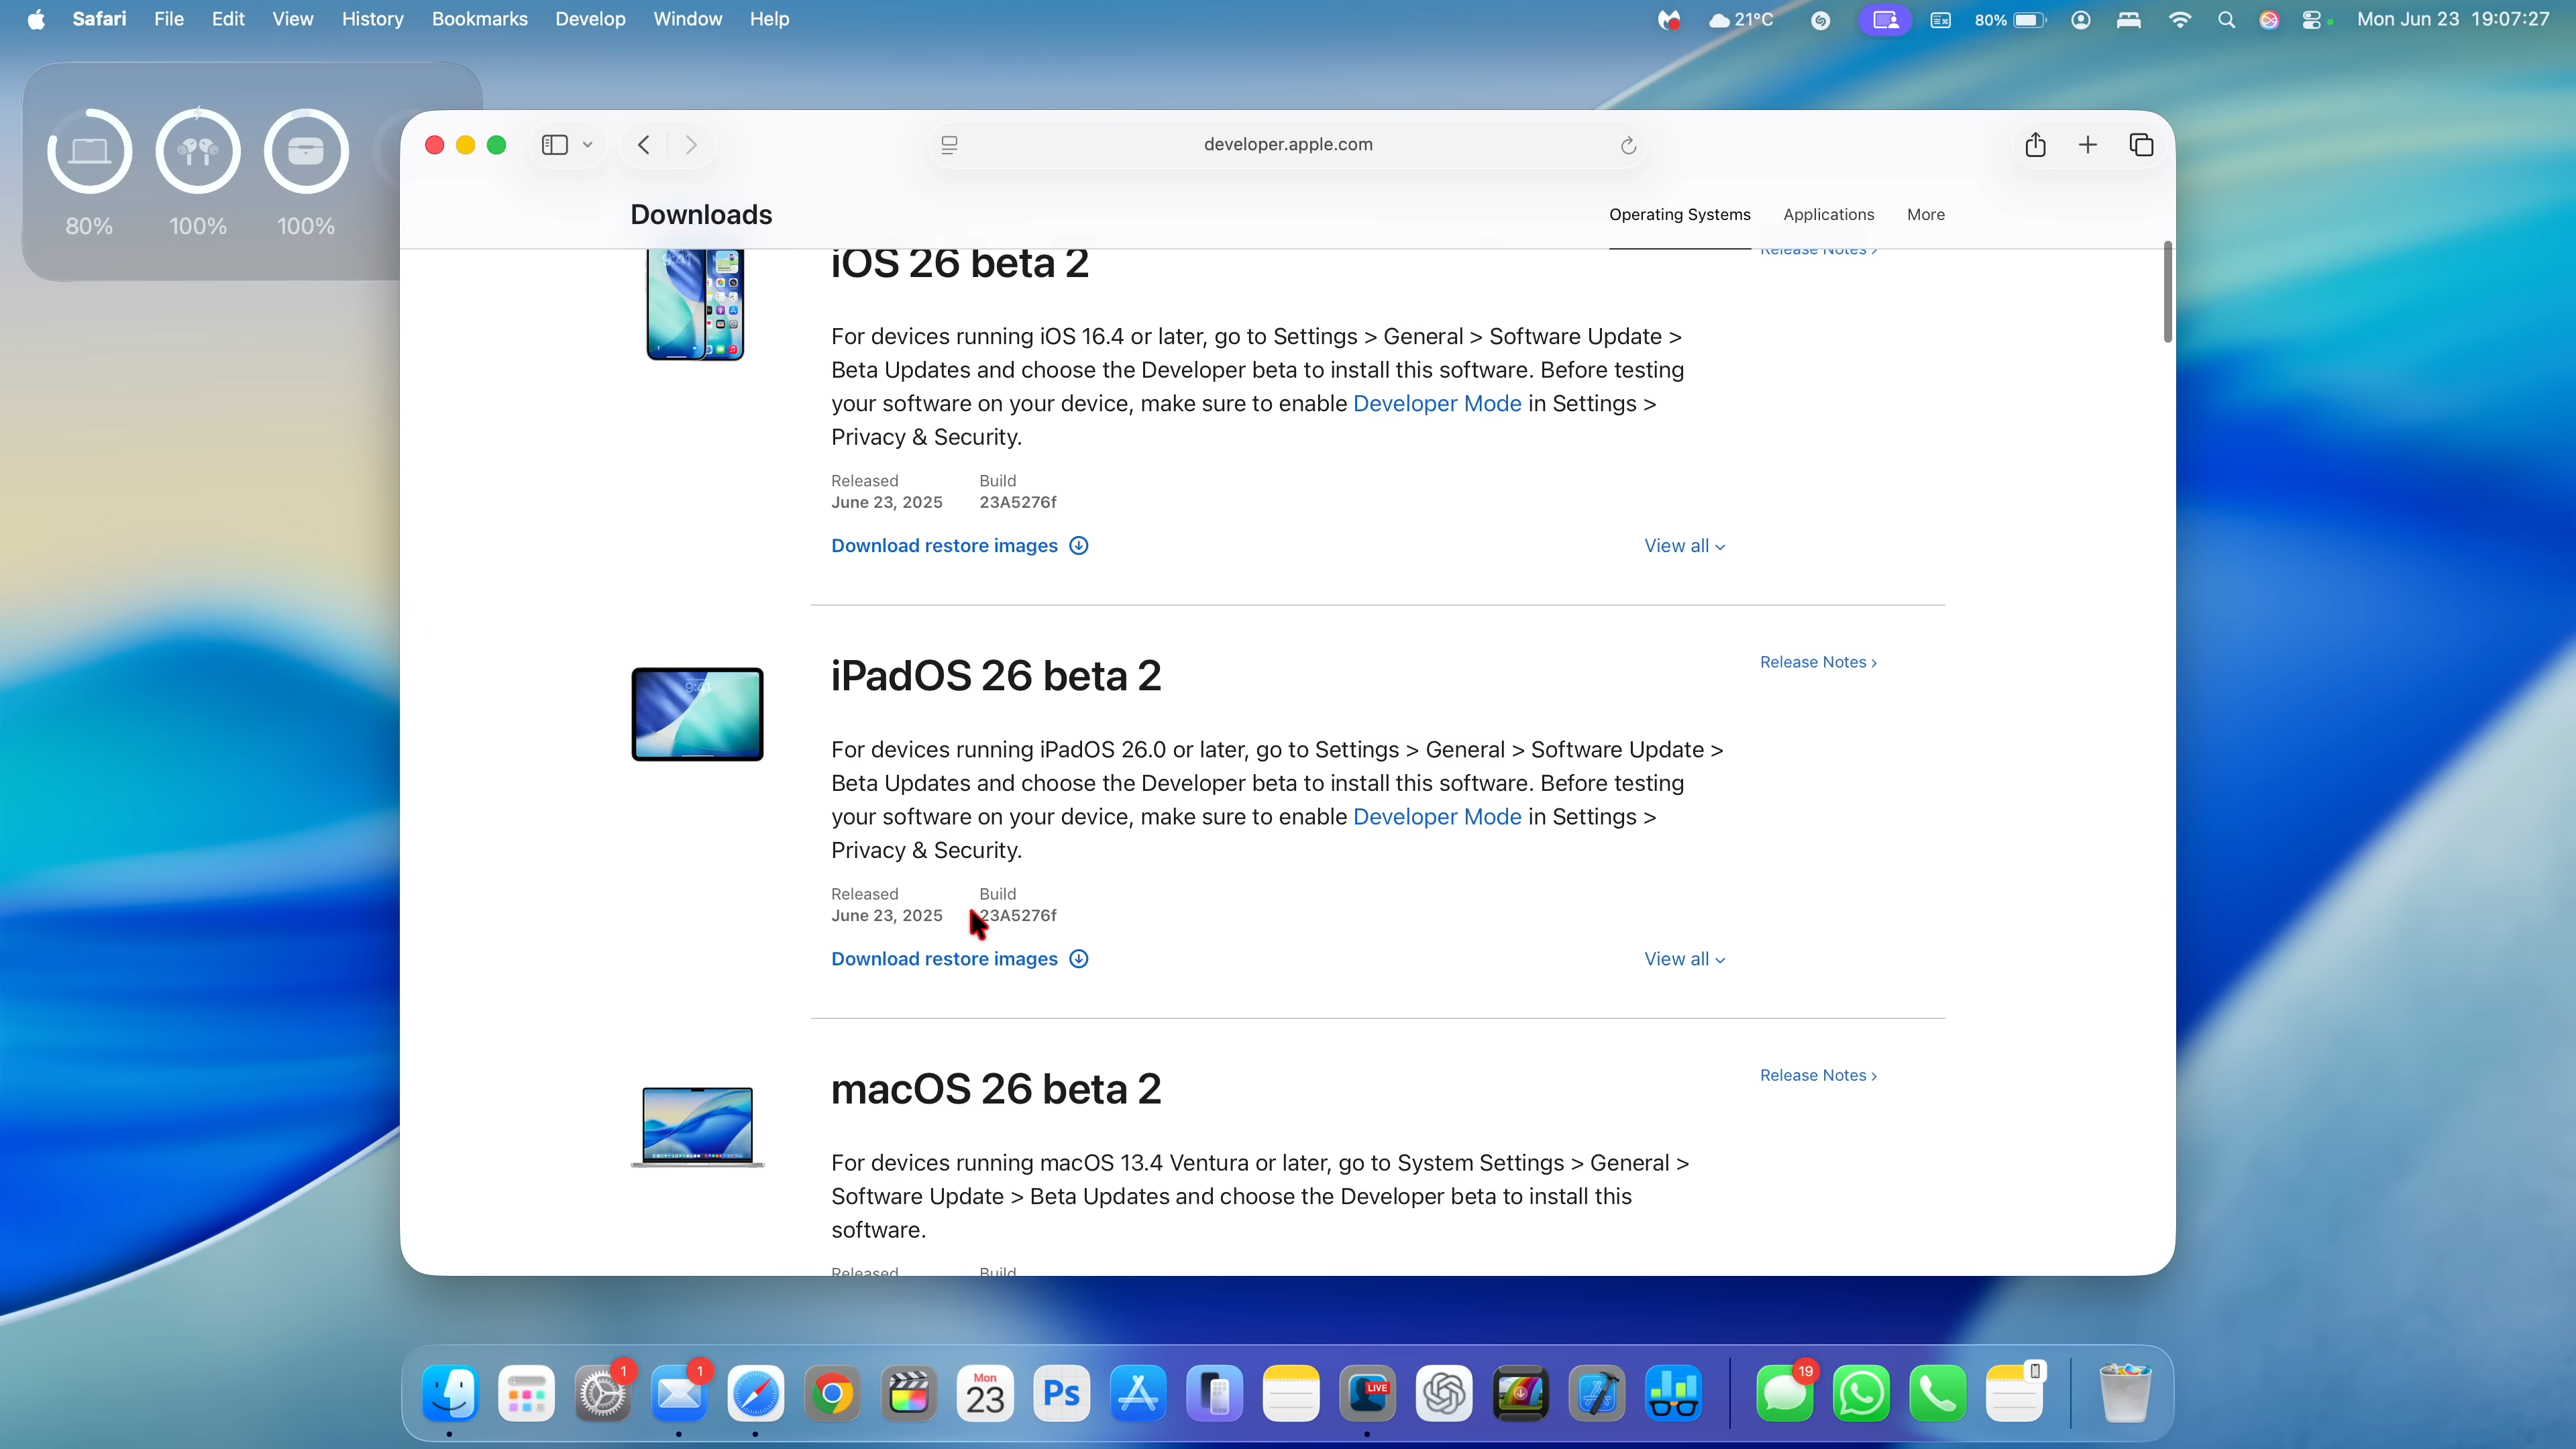 Safari File Edit View History Bookmarks Develop Window Help 21°C 80% Mon Jun 23 19:07:27
80% 100% 100%
developer.apple.com
Downloads Operating Systems Applications More
iOS 26 beta 2
Release Notes >
For devices running iOS 16.4 or later, go to Settings > General > Software Update >
Beta Updates and choose the Developer beta to install this software. Before testing
your software on your device, make sure to enable Developer Mode in Settings >
Privacy & Security.
Released Build
June 23, 2025 23A5276f
Download restore images View all
iPadOS 26 beta 2
Release Notes >
9:41
For devices running iPadOS 26.0 or later, go to Settings > General > Software Update >
Beta Updates and choose the Developer beta to install this software. Before testing
your software on your device, make sure to enable Developer Mode in Settings >
Privacy & Security.
Released Build
June 23, 2025 23A5276f
Download restore images View all
macOS 26 beta 2
Release Notes >
For devices running macOS 13.4 Ventura or later, go to System Settings > General >
Software Update > Beta Updates and choose the Developer beta to install this
software.
Released Build
1 1 Mon 23 Ps LIVE 19